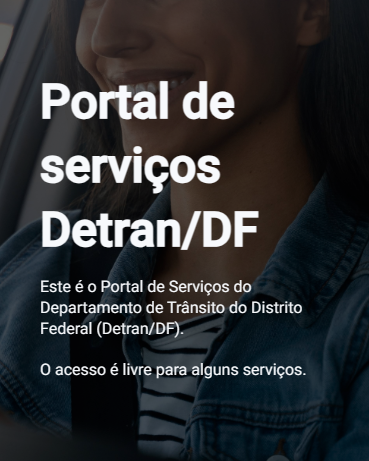 Portal de
serviços
Detran/DF
Este é o Portal de Serviços do
Departamento de Trânsito do Distrito
Federal (Detran/DF).
O acesso é livre para alguns serviços.